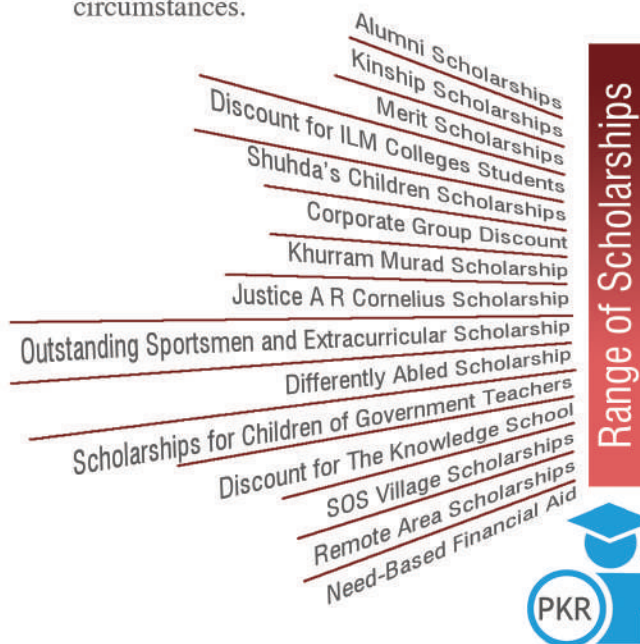 circumstances.
Alumni Scholarships
Kinship Scholarships
Merit Scholarships
Discount for ILM Colleges Students
Shuhda's Children Scholarships
Corporate Group Discount
Khurram Murad Scholarship
Justice A R Cornelius Scholarship
Outstanding Sportsmen and Extracurricular Scholarship
Differently Abled Scholarship
Scholarships for Children of Government Teachers
Discount for The Knowledge School
SOS Village Scholarships
Remote Area Scholarships
Need-Based Financial Aid
Range of Scholarships
PKR